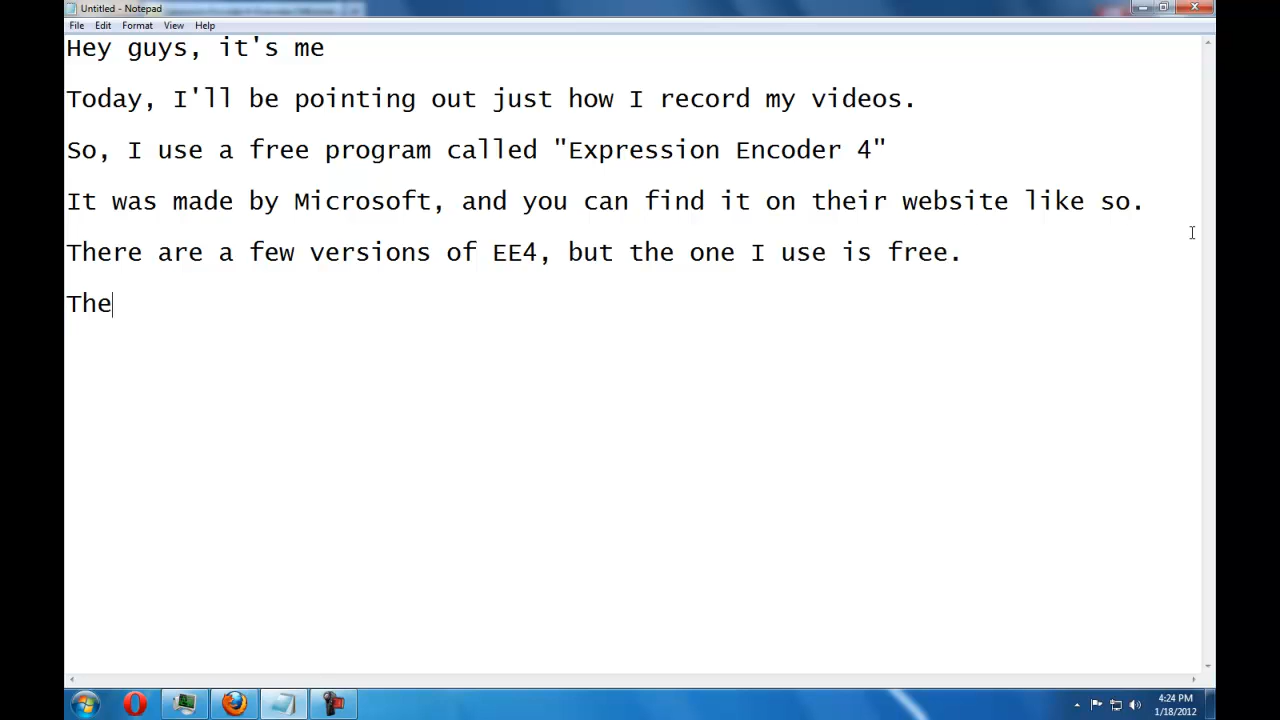 Untitled - Notepad
File Edit Format View Help
Hey guys, it's me
Today, I'll be pointing out just how I record my videos.
So, I use a free program called "Expression Encoder 4"
It was made by Microsoft, and you can find it on their website like so.
There are a few versions of EE4, but the one I use is free.
The
4:24 PM
1/18/2012